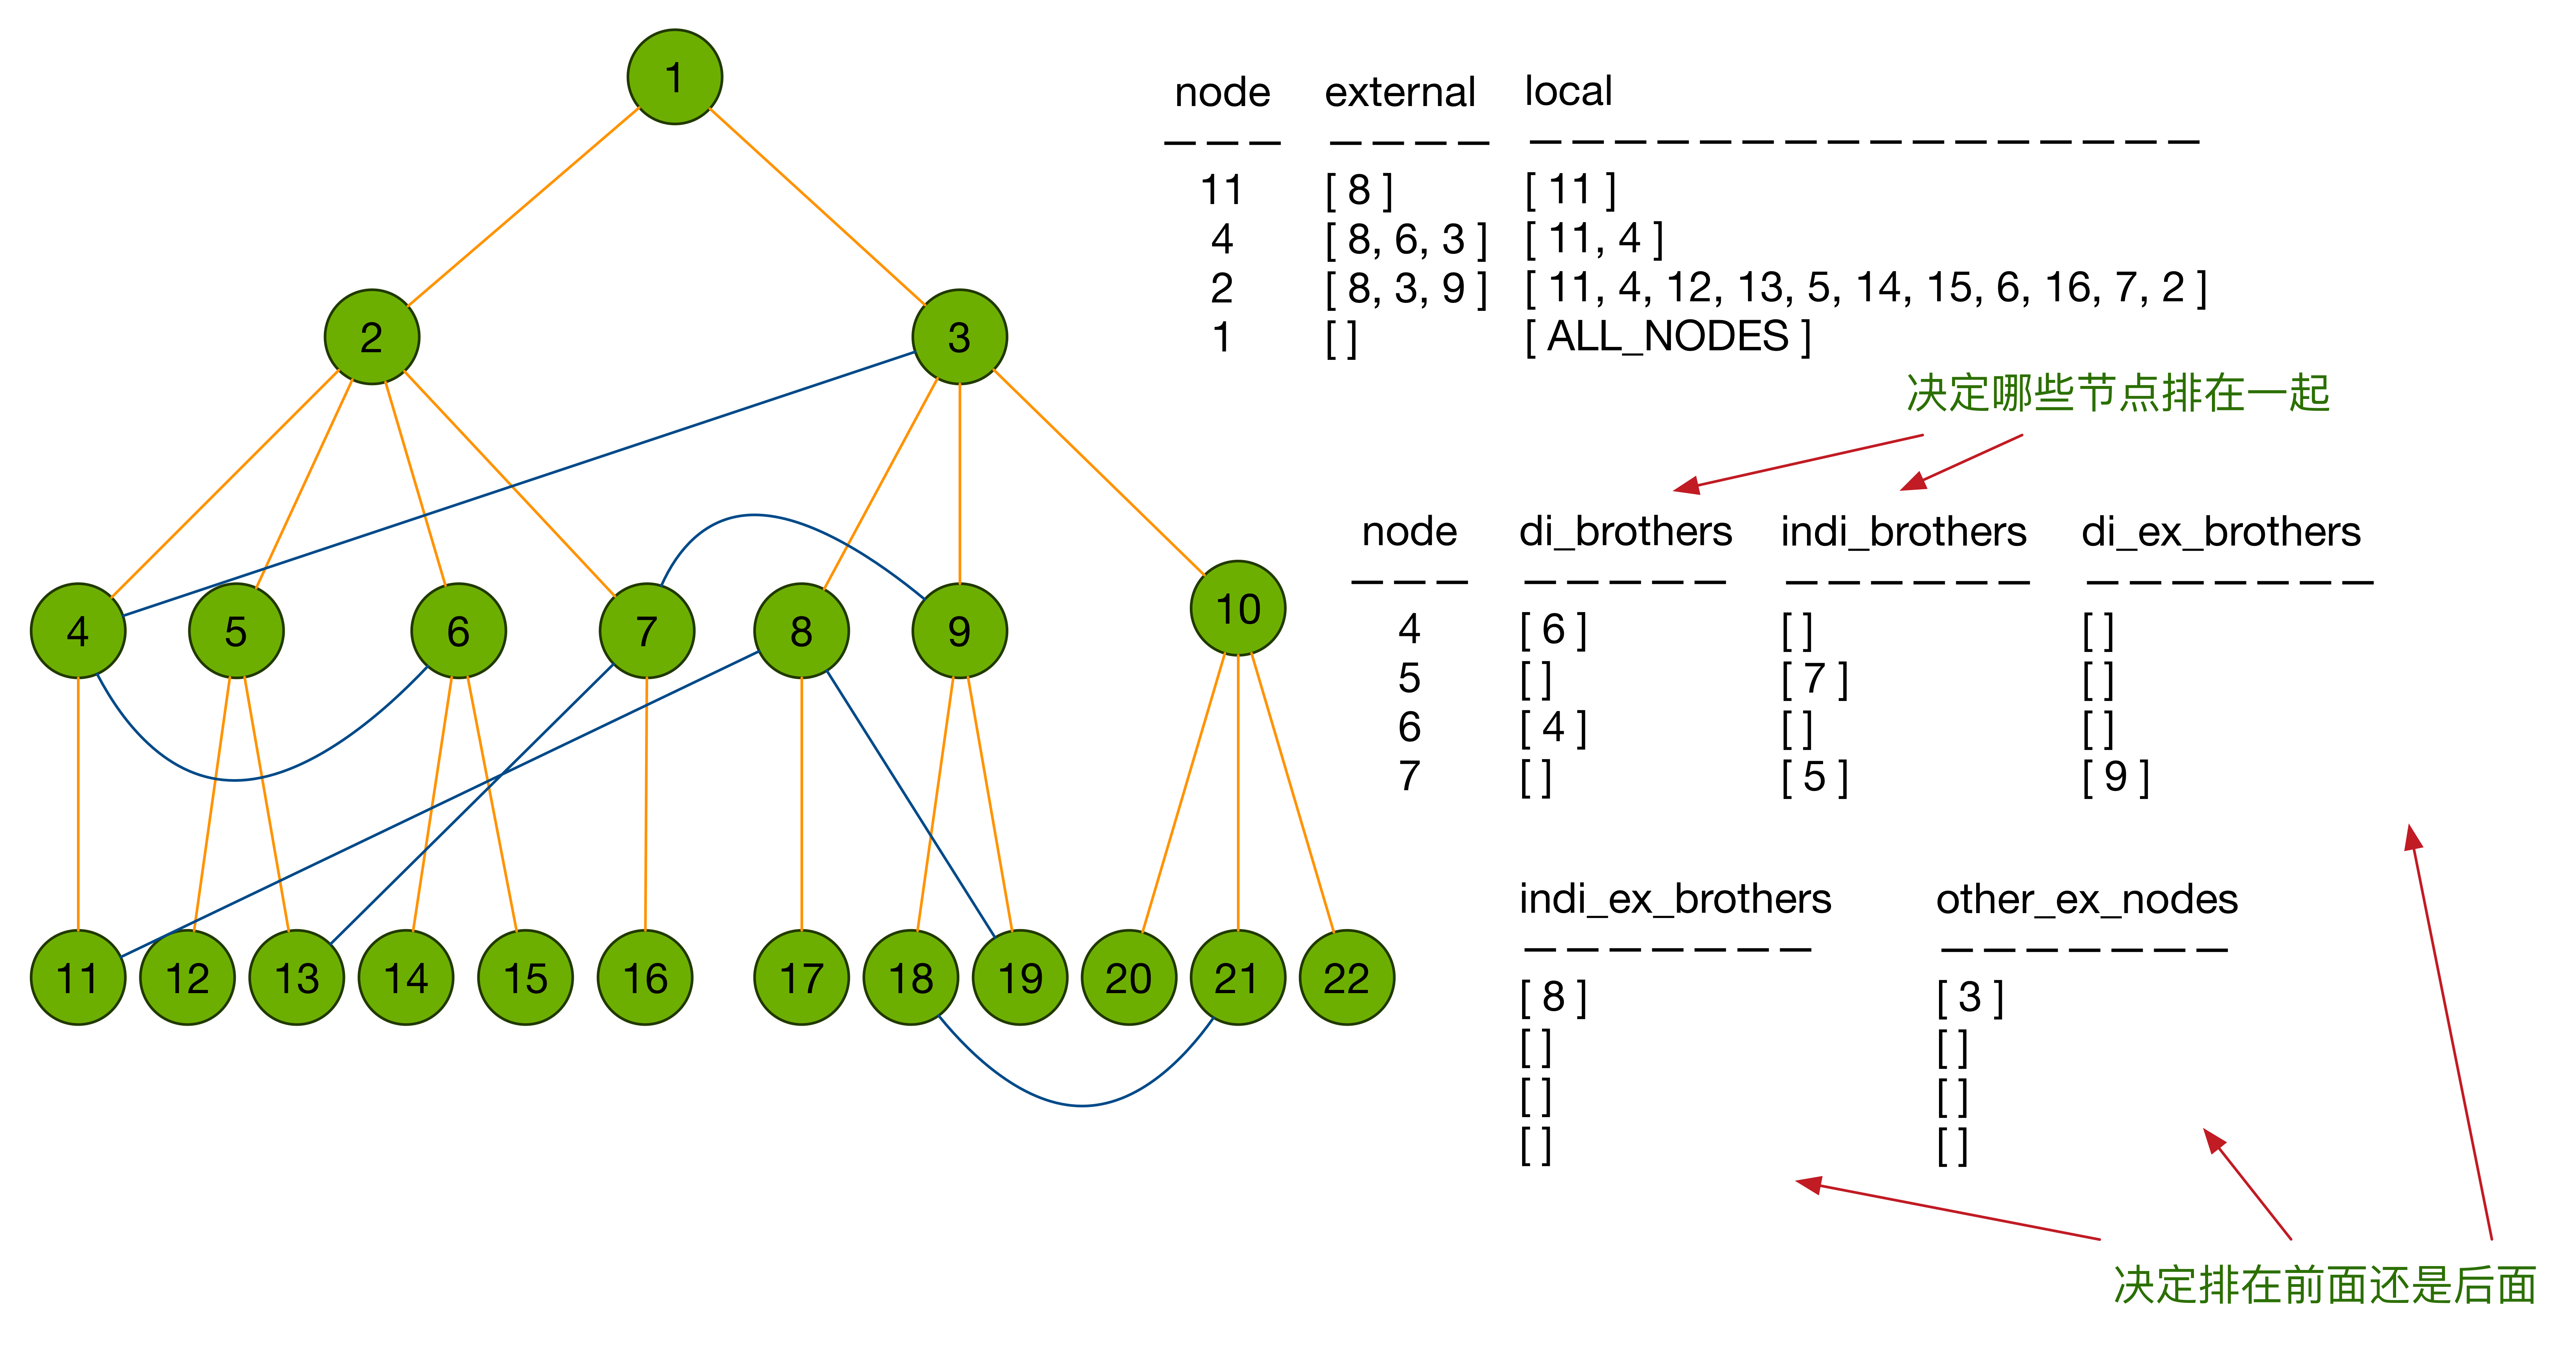 1
2 3
4 5 6 7 8 9 10
11 12 13 14 15 16 17 18 19 20 21 22
node external local
— — — — — — — — — — — — — — — — — — — — — — —
11 [ 8 ] [ 11 ]
4 [ 8, 6, 3 ] [ 11, 4 ]
2 [ 8, 3, 9 ] [ 11, 4, 12, 13, 5, 14, 15, 6, 16, 7, 2 ]
1 [ ] [ ALL_NODES ]
决定哪些节点排在一起
node di_brothers indi_brothers di_ex_brothers
— — — — — — — — — — — — — — — — — — — — —
4 [ 6 ] [ ] [ ]
5 [ ] [ 7 ] [ ]
6 [ 4 ] [ ] [ ]
7 [ ] [ 5 ] [ 9 ]
indi_ex_brothers other_ex_nodes
— — — — — — — — — — — — — —
[ 8 ] [ 3 ]
[ ] [ ]
[ ] [ ]
[ ] [ ]
决定排在前面还是后面